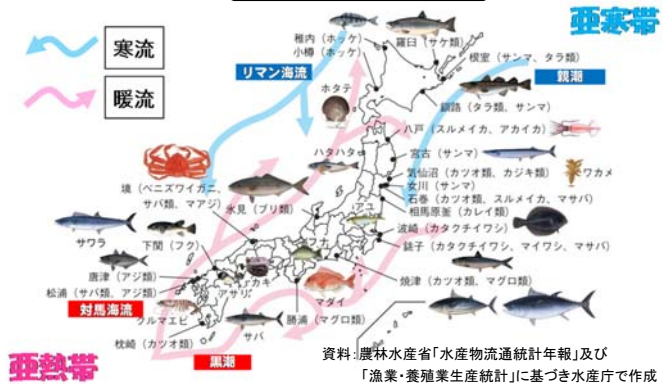 亜寒帯
寒流
暖流
稚内（ホッケ）
小樽（ホッケ）
羅臼（サケ類）
根室（サンマ、タラ類）
リマン海流
親潮
ホタテ
釧路（タラ類、サンマ）
八戸（スルメイカ、アカイカ）
ハタハタ
宮古（サンマ）
気仙沼（カツオ類、カジキ類）
ワカメ
女川（サンマ）
石巻（カツオ類、スルメイカ、マサバ）
相馬原釜（カレイ類）
境（ベニズワイガニ、
サバ類、マアジ）
氷見（ブリ類）
アユ
波崎（カタクチイワシ）
銚子（カタクチイワシ、マイワシ、マサバ）
サワラ
下関（フグ）
フナ
カキ
唐津（アジ類）
アサリ
焼津（カツオ類、マグロ類）
松浦（サバ類、アジ類）
マダイ
対馬海流
クルマエビ
サバ
勝浦（マグロ類）
枕崎（カツオ類）
黒潮
亜熱帯
資料：農林水産省「水産物流通統計年報」及び
「漁業・養殖業生産統計」に基づき水産庁で作成